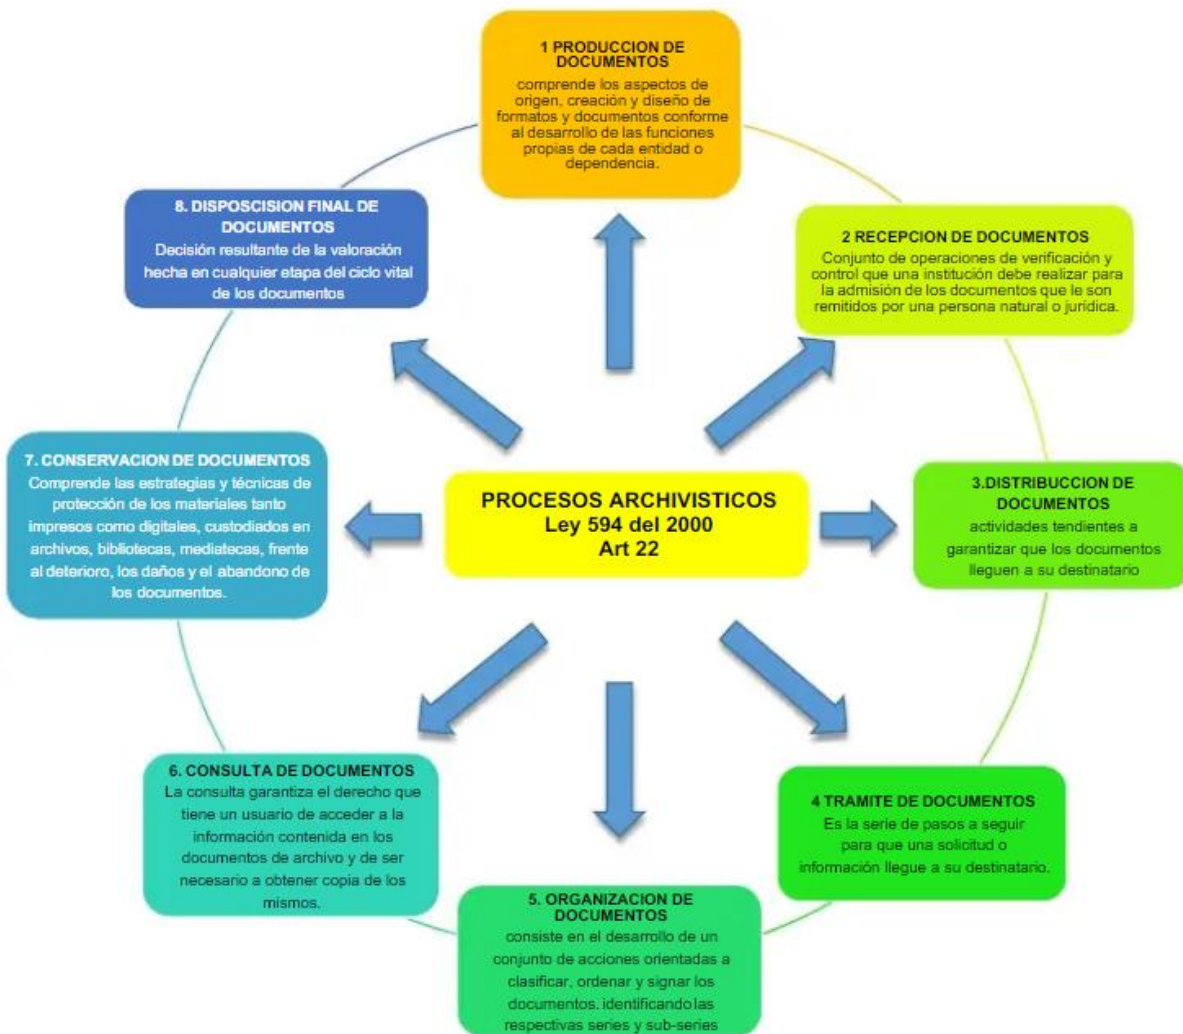 1 PRODUCCION DE
DOCUMENTOS
comprende los aspectos de
origen, creación y diseño de
formatos y documentos conforme
al desarrollo de las funciones
propias de cada entidad o
dependencia.
2 RECEPCION DE DOCUMENTOS
Conjunto de operaciones de verificación y
control que una institución debe realizar para
la admisión de los documentos que le son
remitidos por una persona natural o jurídica.
3.DISTRIBUCCION DE
DOCUMENTOS
actividades tendientes a
garantizar que los documentos
lleguen a su destinatario
4 TRAMITE DE DOCUMENTOS
Es la serie de pasos a seguir
para que una solicitud o
información llegue a su destinatario.
5. ORGANIZACION DE
DOCUMENTOS
consiste en el desarrollo de un
conjunto de acciones orientadas a
clasificar, ordenar y signar los
documentos. identificando las
respectivas series y sub-series
6. CONSULTA DE DOCUMENTOS
La consulta garantiza el derecho que
tiene un usuario de acceder a la
información contenida en los
documentos de archivo y de ser
necesario a obtener copia de los
mismos.
7. CONSERVACION DE DOCUMENTOS
Comprende las estrategias y técnicas de
protección de los materiales tanto
impresos como digitales, custodiados en
archivos, bibliotecas, mediatecas, frente
al deterioro, los daños y el abandono de
los documentos.
8. DISPOSCISION FINAL DE
DOCUMENTOS
Decisión resultante de la valoración
hecha en cualquier etapa del ciclo vital
de los documentos
PROCESOS ARCHIVISTICOS
Ley 594 del 2000
Art 22